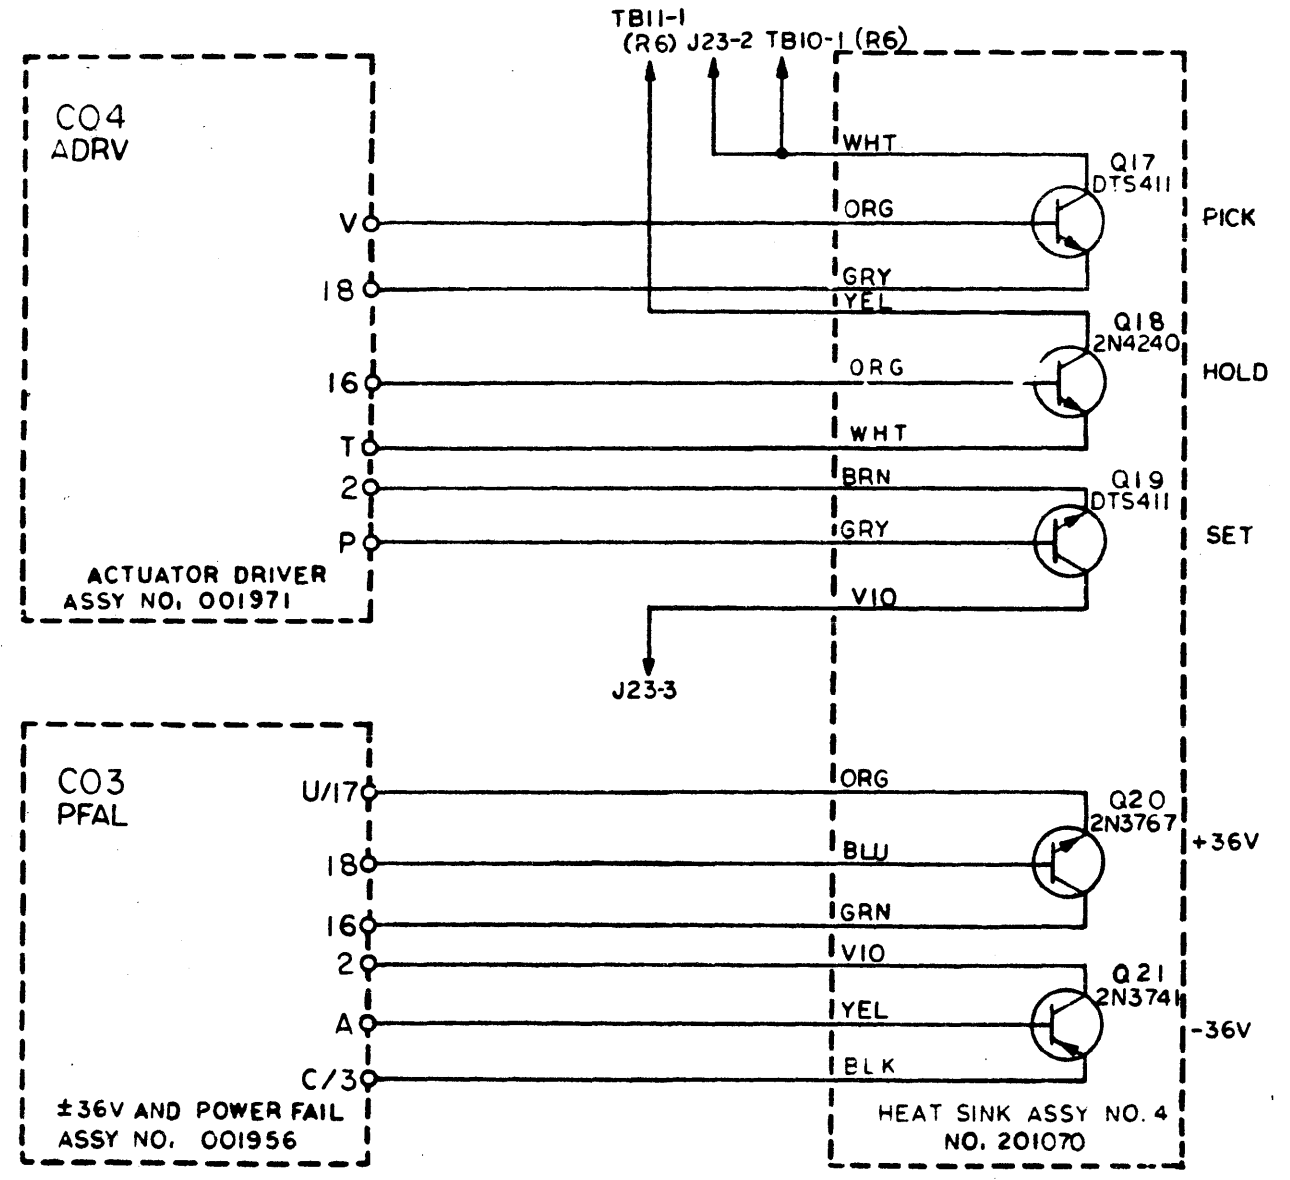 TB11-1
(R6) J23-2 TB10-1 (R6)
C04
ADRV
V
18
16
T
2
P
ACTUATOR DRIVER
ASSY NO. 001971
WHT
ORG
GRY
YEL
ORG
WHT
BRN
GRY
VIO
J23-3
Q17
DTS411
PICK
Q18
2N4240
HOLD
Q19
DTS411
SET
C03
PFAL
U/17
18
16
2
A
C/3
±36V AND POWER FAIL
ASSY NO. 001956
ORG
BLU
GRN
VIO
YEL
BLK
Q20
2N3767
+36V
Q21
2N3741
-36V
HEAT SINK ASSY NO. 4
NO. 201070